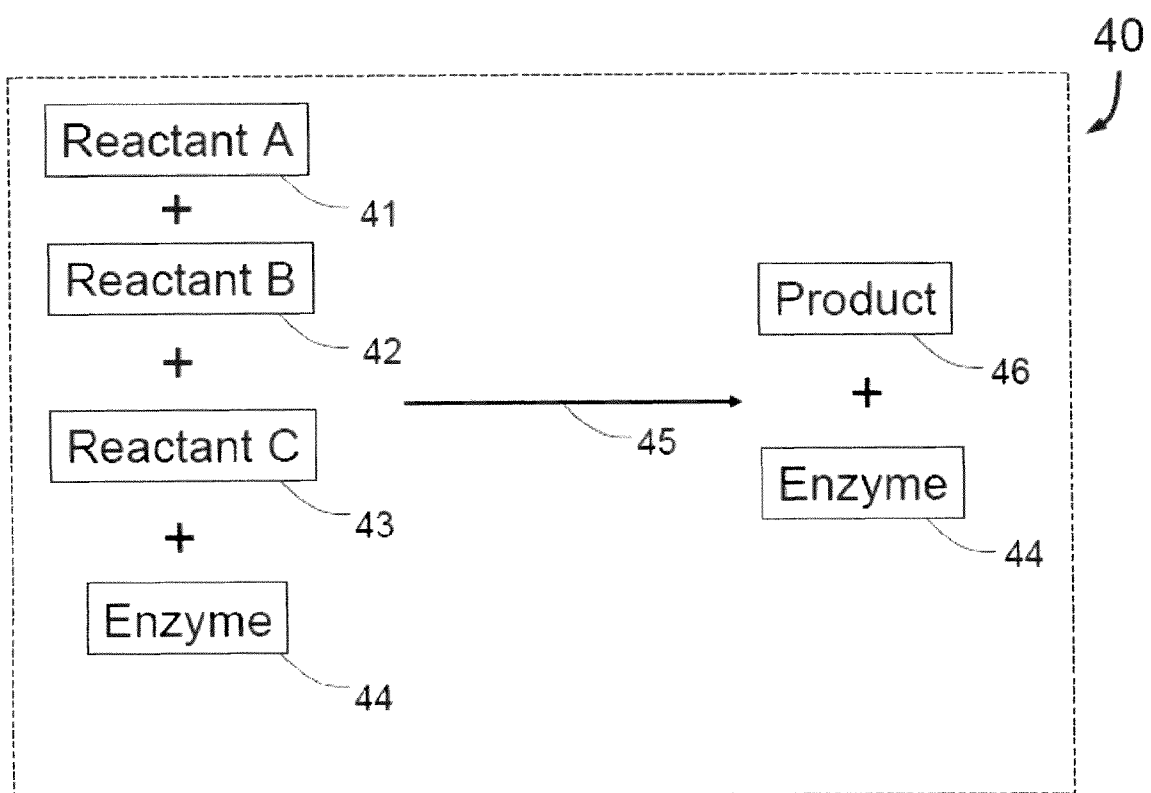 40
Reactant A
41
+
Reactant B
42
+
Reactant C
43
+
Enzyme
44
45
Product
46
+
Enzyme
44